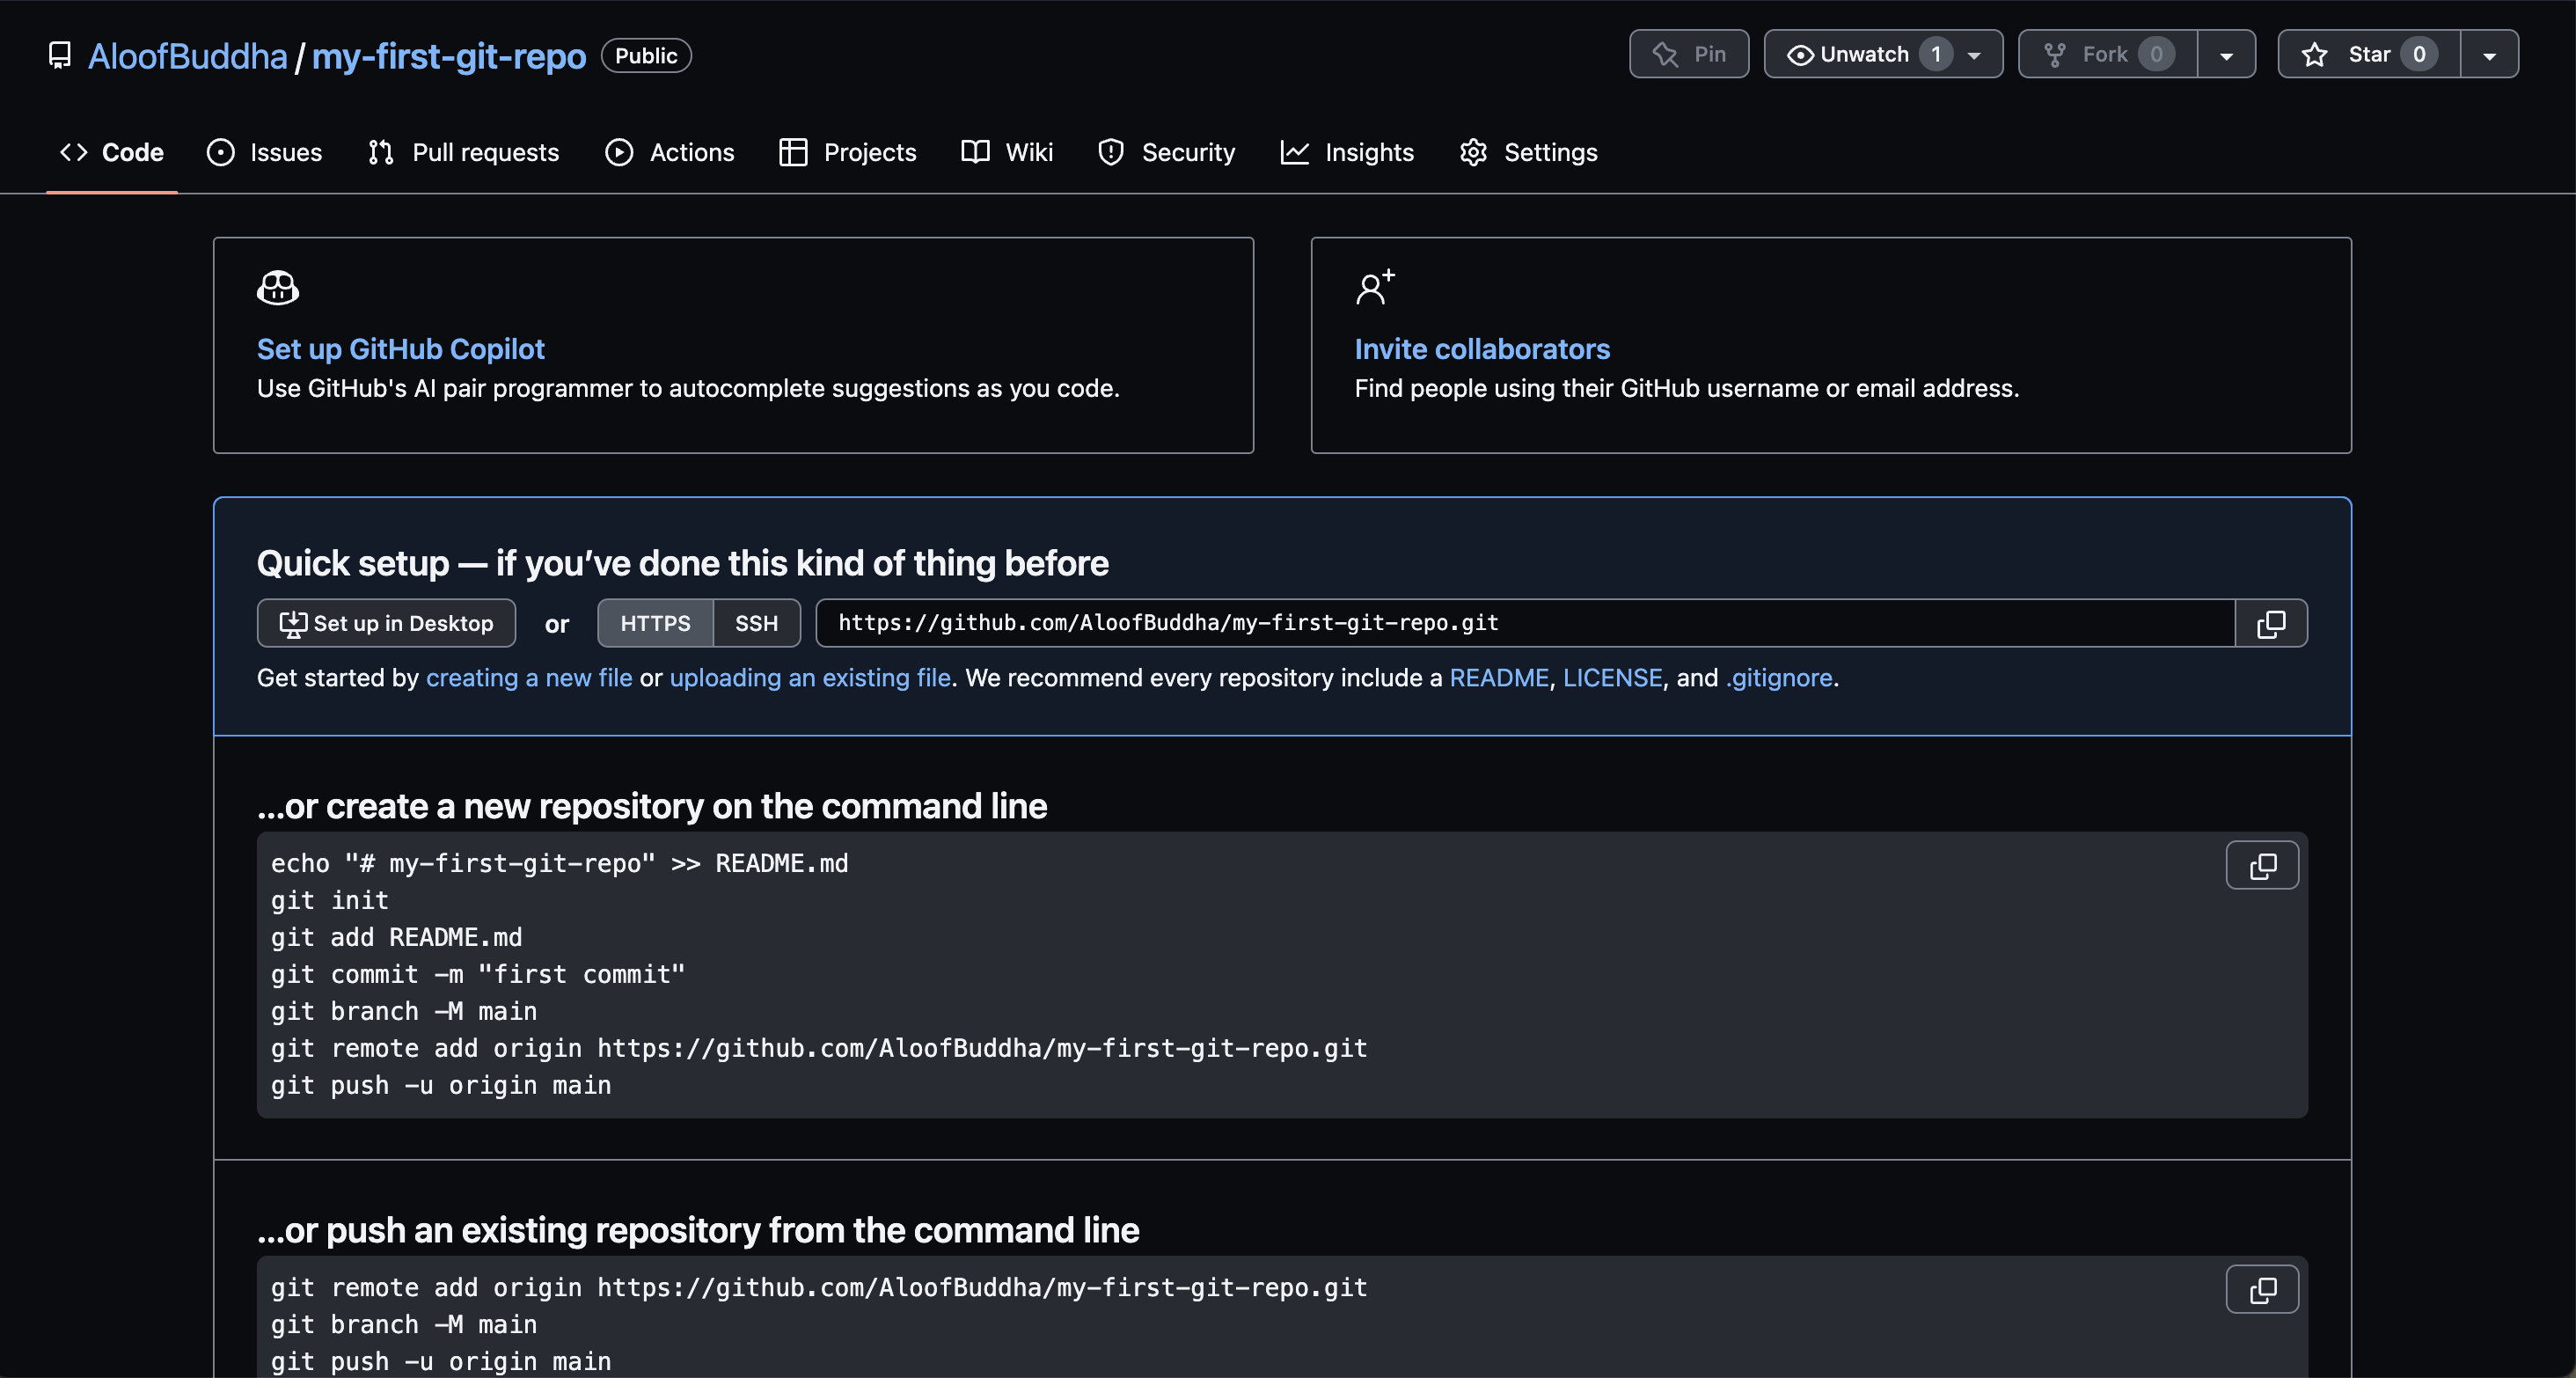 AloofBuddha / my-first-git-repo Public
Pin
Unwatch 1
Fork 0
Star 0
Code
Issues
Pull requests
Actions
Projects
Wiki
Security
Insights
Settings
Set up GitHub Copilot
Use GitHub's AI pair programmer to autocomplete suggestions as you code.
Invite collaborators
Find people using their GitHub username or email address.
Quick setup — if you’ve done this kind of thing before
Set up in Desktop or HTTPS SSH https://github.com/AloofBuddha/my-first-git-repo.git
Get started by creating a new file or uploading an existing file. We recommend every repository include a README, LICENSE, and .gitignore.
…or create a new repository on the command line
echo "# my-first-git-repo" >> README.md
git init
git add README.md
git commit -m "first commit"
git branch -M main
git remote add origin https://github.com/AloofBuddha/my-first-git-repo.git
git push -u origin main
…or push an existing repository from the command line
git remote add origin https://github.com/AloofBuddha/my-first-git-repo.git
git branch -M main
git push -u origin main